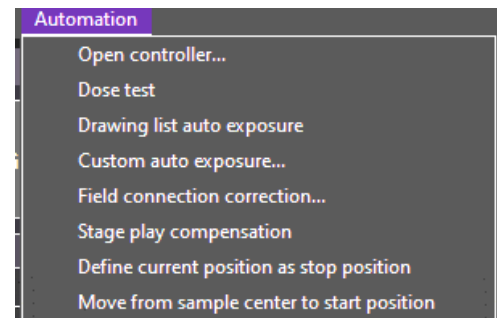 Automation
Open controller...
Dose test
Drawing list auto exposure
Custom auto exposure...
Field connection correction...
Stage play compensation
Define current position as stop position
Move from sample center to start position